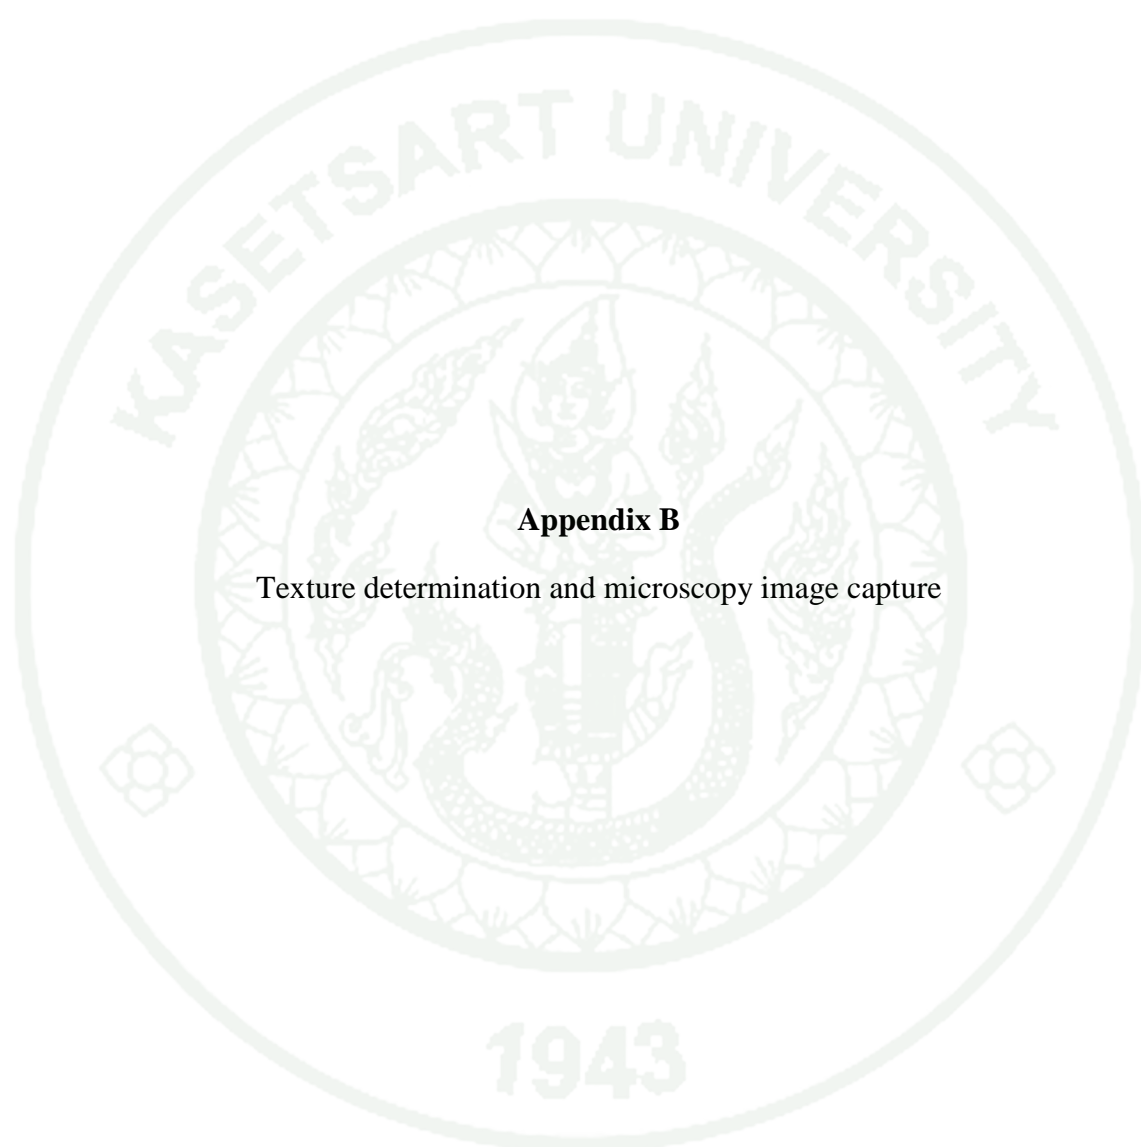 KASETSART UNIVERSITY
Appendix B
Texture determination and microscopy image capture
1943